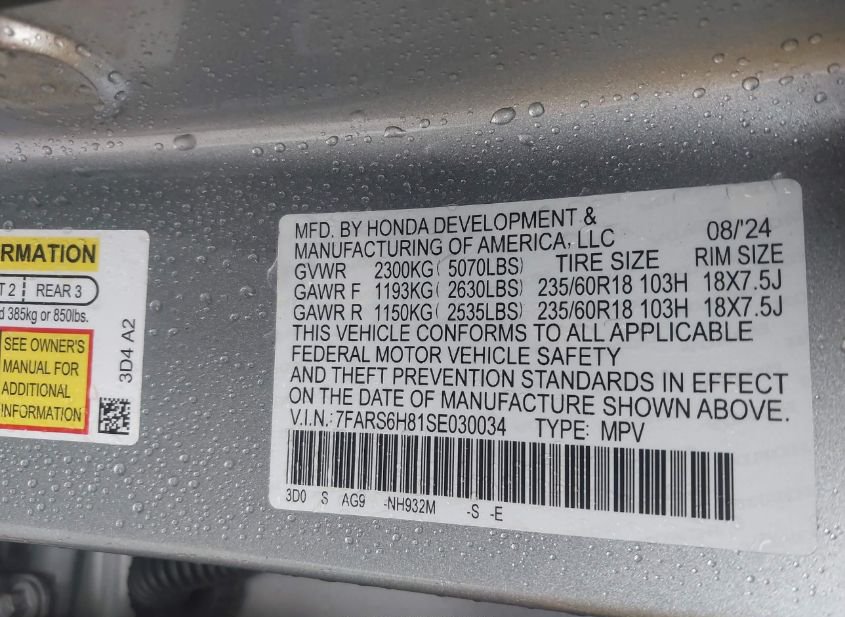 RMATION
T 2 REAR 3
d 385kg or 850lbs.
SEE OWNER'S
MANUAL FOR
ADDITIONAL
INFORMATION
3D4 A2
MFD. BY HONDA DEVELOPMENT &
MANUFACTURING OF AMERICA, LLC 08/'24
GVWR 2300KG( 5070LBS) TIRE SIZE RIM SIZE
GAWR F 1193KG( 2630LBS) 235/60R18 103H 18X7.5J
GAWR R 1150KG( 2535LBS) 235/60R18 103H 18X7.5J
THIS VEHICLE CONFORMS TO ALL APPLICABLE
FEDERAL MOTOR VEHICLE SAFETY
AND THEFT PREVENTION STANDARDS IN EFFECT
ON THE DATE OF MANUFACTURE SHOWN ABOVE.
V.I.N.: 7FARS6H81SE030034 TYPE: MPV
3D0 S AG9 -NH932M -S -E